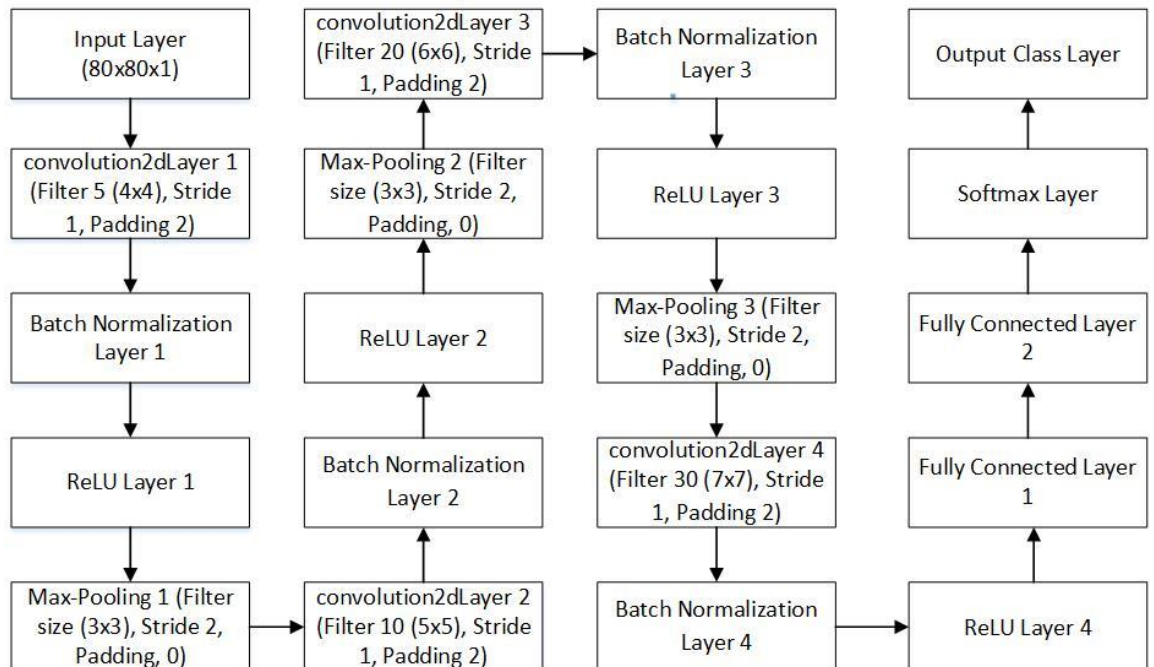 Input Layer
(80x80x1)
convolution2dLayer 1
(Filter 5 (4x4), Stride
1, Padding 2)
Batch Normalization
Layer 1
ReLU Layer 1
Max-Pooling 1 (Filter
size (3x3), Stride 2,
Padding, 0)
convolution2dLayer 2
(Filter 10 (5x5), Stride
1, Padding 2)
Batch Normalization
Layer 2
ReLU Layer 2
Max-Pooling 2 (Filter
size (3x3), Stride 2,
Padding, 0)
convolution2dLayer 3
(Filter 20 (6x6), Stride
1, Padding 2)
Batch Normalization
Layer 3
ReLU Layer 3
Max-Pooling 3 (Filter
size (3x3), Stride 2,
Padding, 0)
convolution2dLayer 4
(Filter 30 (7x7), Stride
1, Padding 2)
Batch Normalization
Layer 4
ReLU Layer 4
Fully Connected Layer
1
Fully Connected Layer
2
Softmax Layer
Output Class Layer